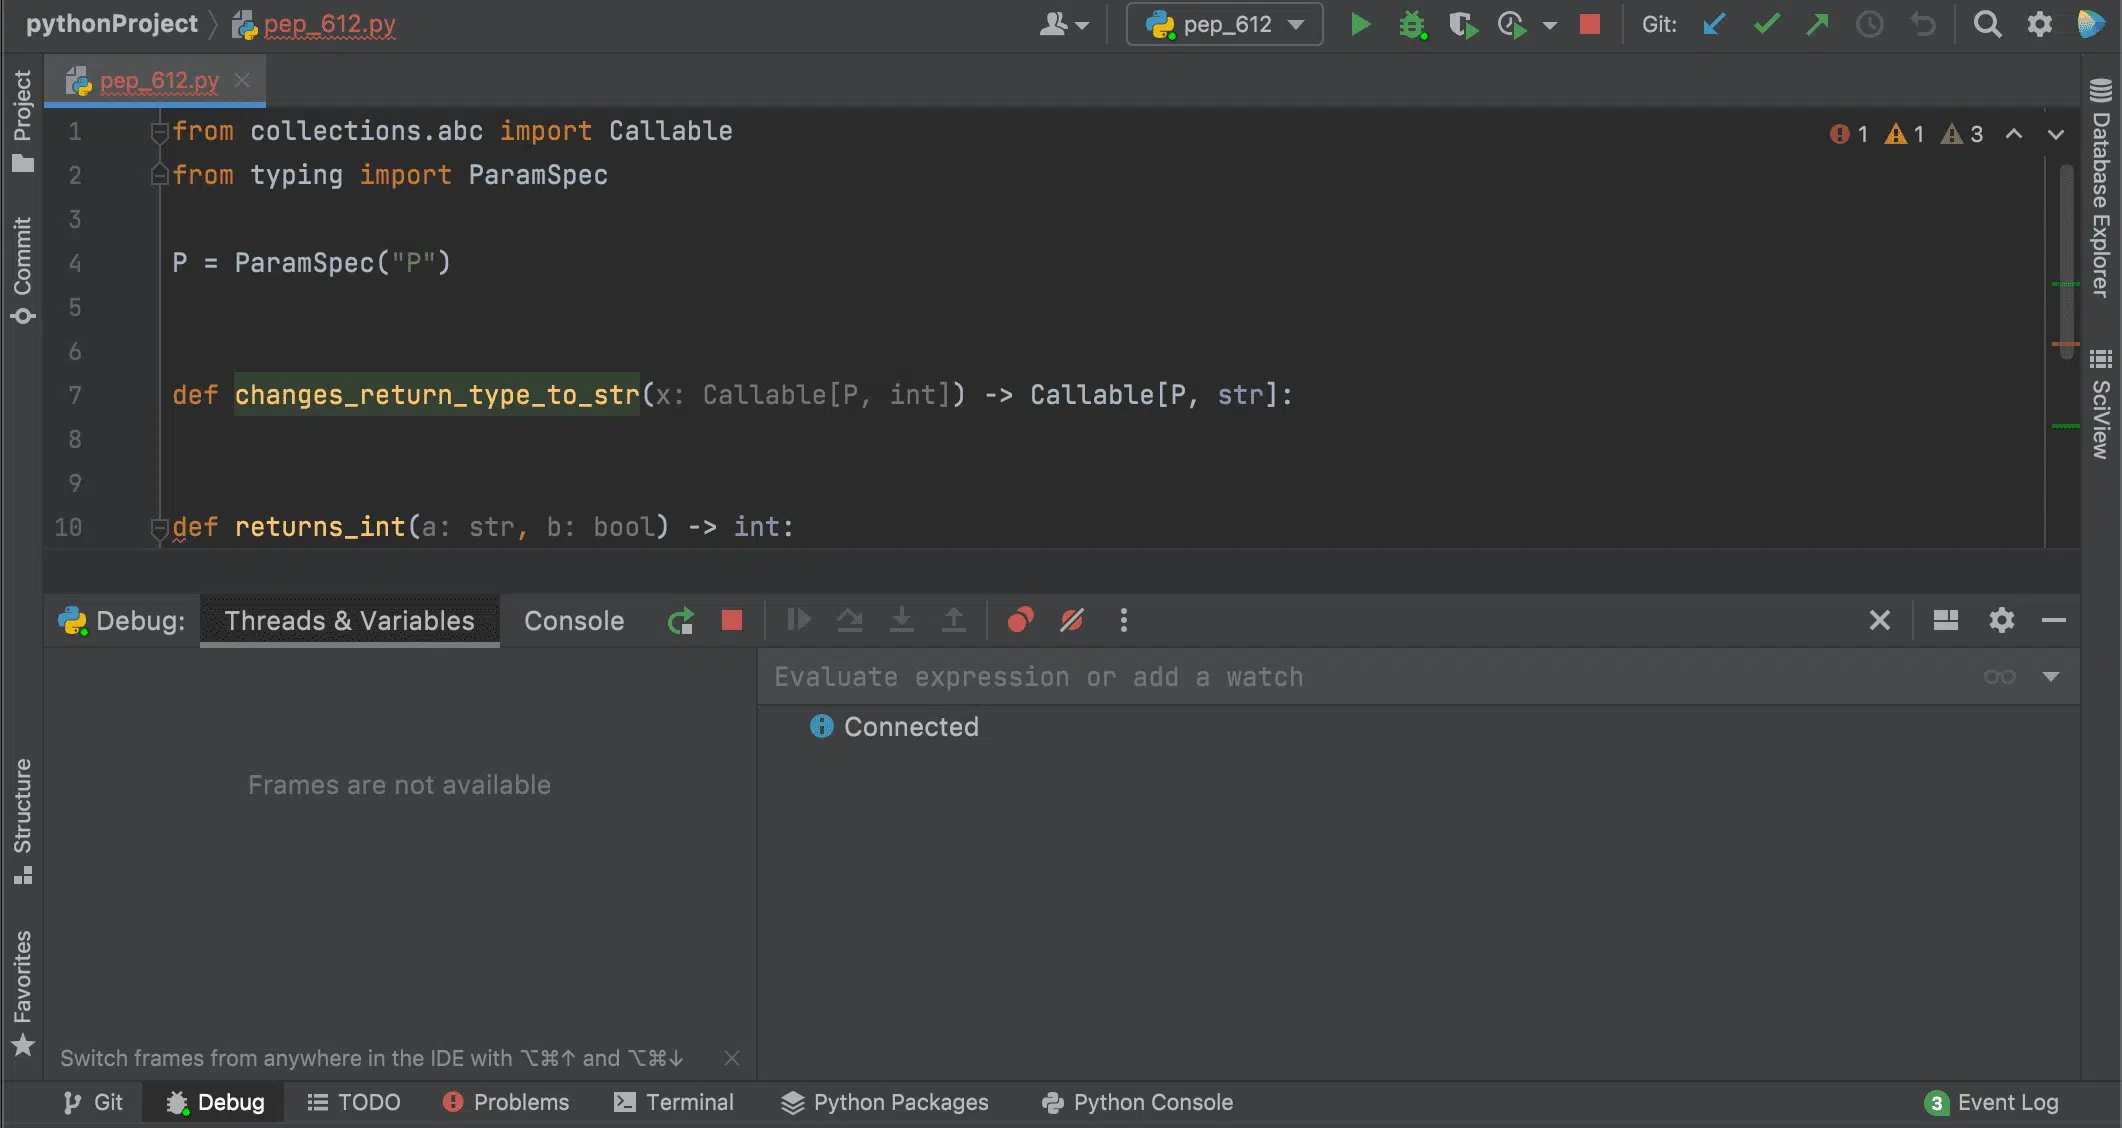 pythonProject pep_612.py pep_612 Git:
pep_612.py
Project
Commit
Structure
Favorites
1 from collections.abc import Callable
2 from typing import ParamSpec
3
4 P = ParamSpec("P")
5
6
7 def changes_return_type_to_str(x: Callable[P, int]) -> Callable[P, str]:
8
9
10 def returns_int(a: str, b: bool) -> int:
1 1 3
Database Explorer
SciView
Debug: Threads & Variables Console
Evaluate expression or add a watch
Connected
Frames are not available
Switch frames from anywhere in the IDE with ⌥⌘↑ and ⌥⌘↓
Git Debug TODO Problems Terminal Python Packages Python Console 3 Event Log